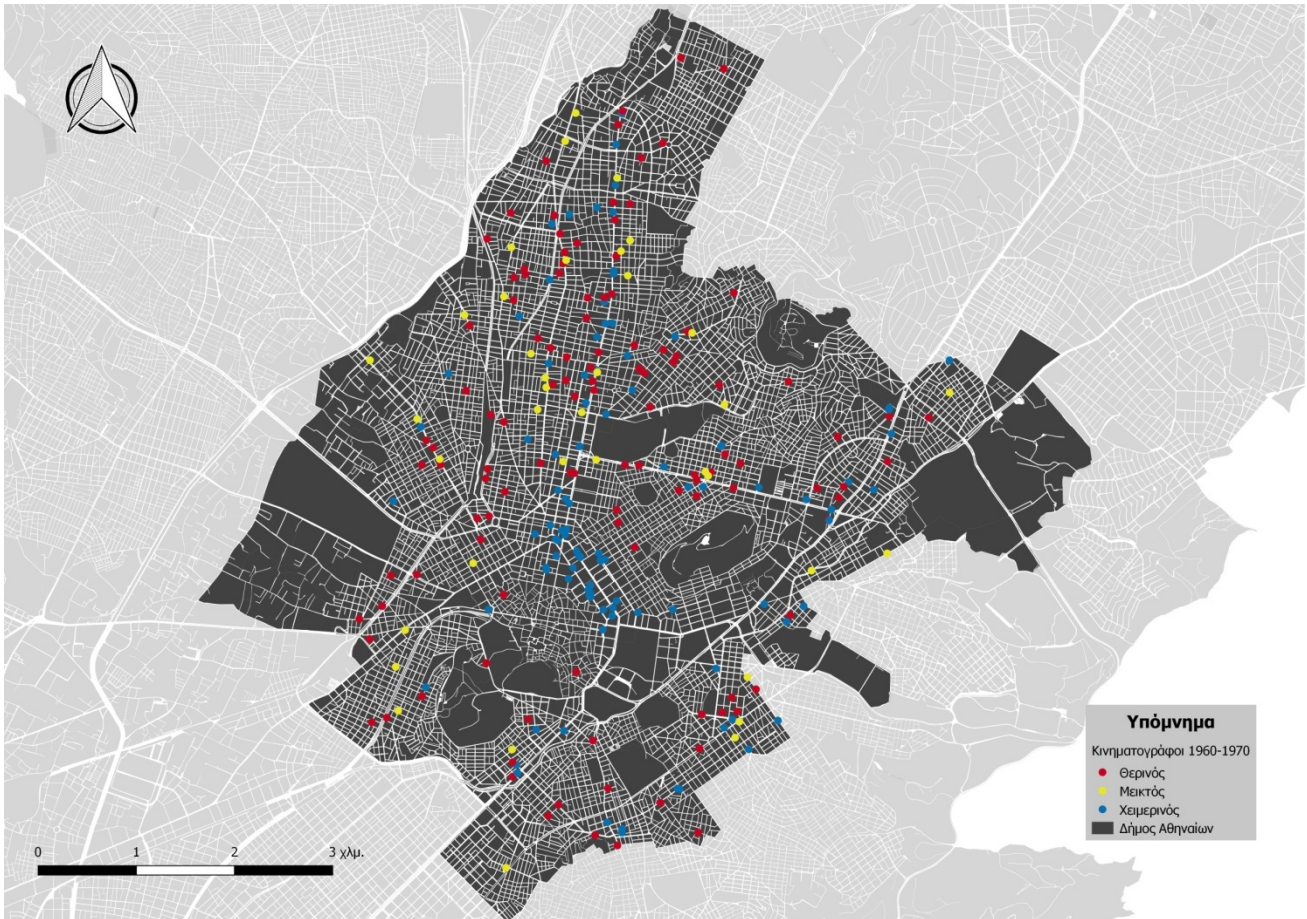 Υπόμνημα
Κινηματογράφοι 1960-1970
Θερινός
Μεικτός
Χειμερινός
Δήμος Αθηναίων
0 1 2 3 χλμ.